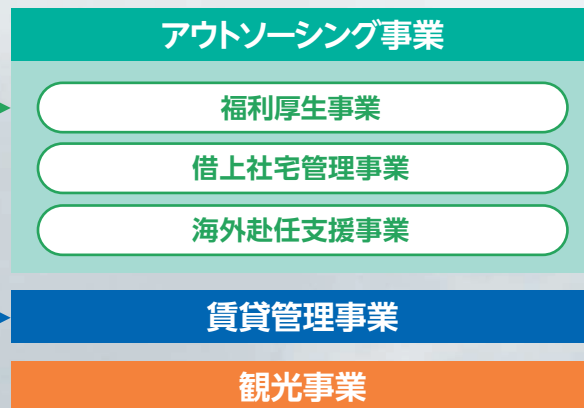 アウトソーシング事業
福利厚生事業
借上社宅管理事業
海外赴任支援事業
賃貸管理事業
観光事業